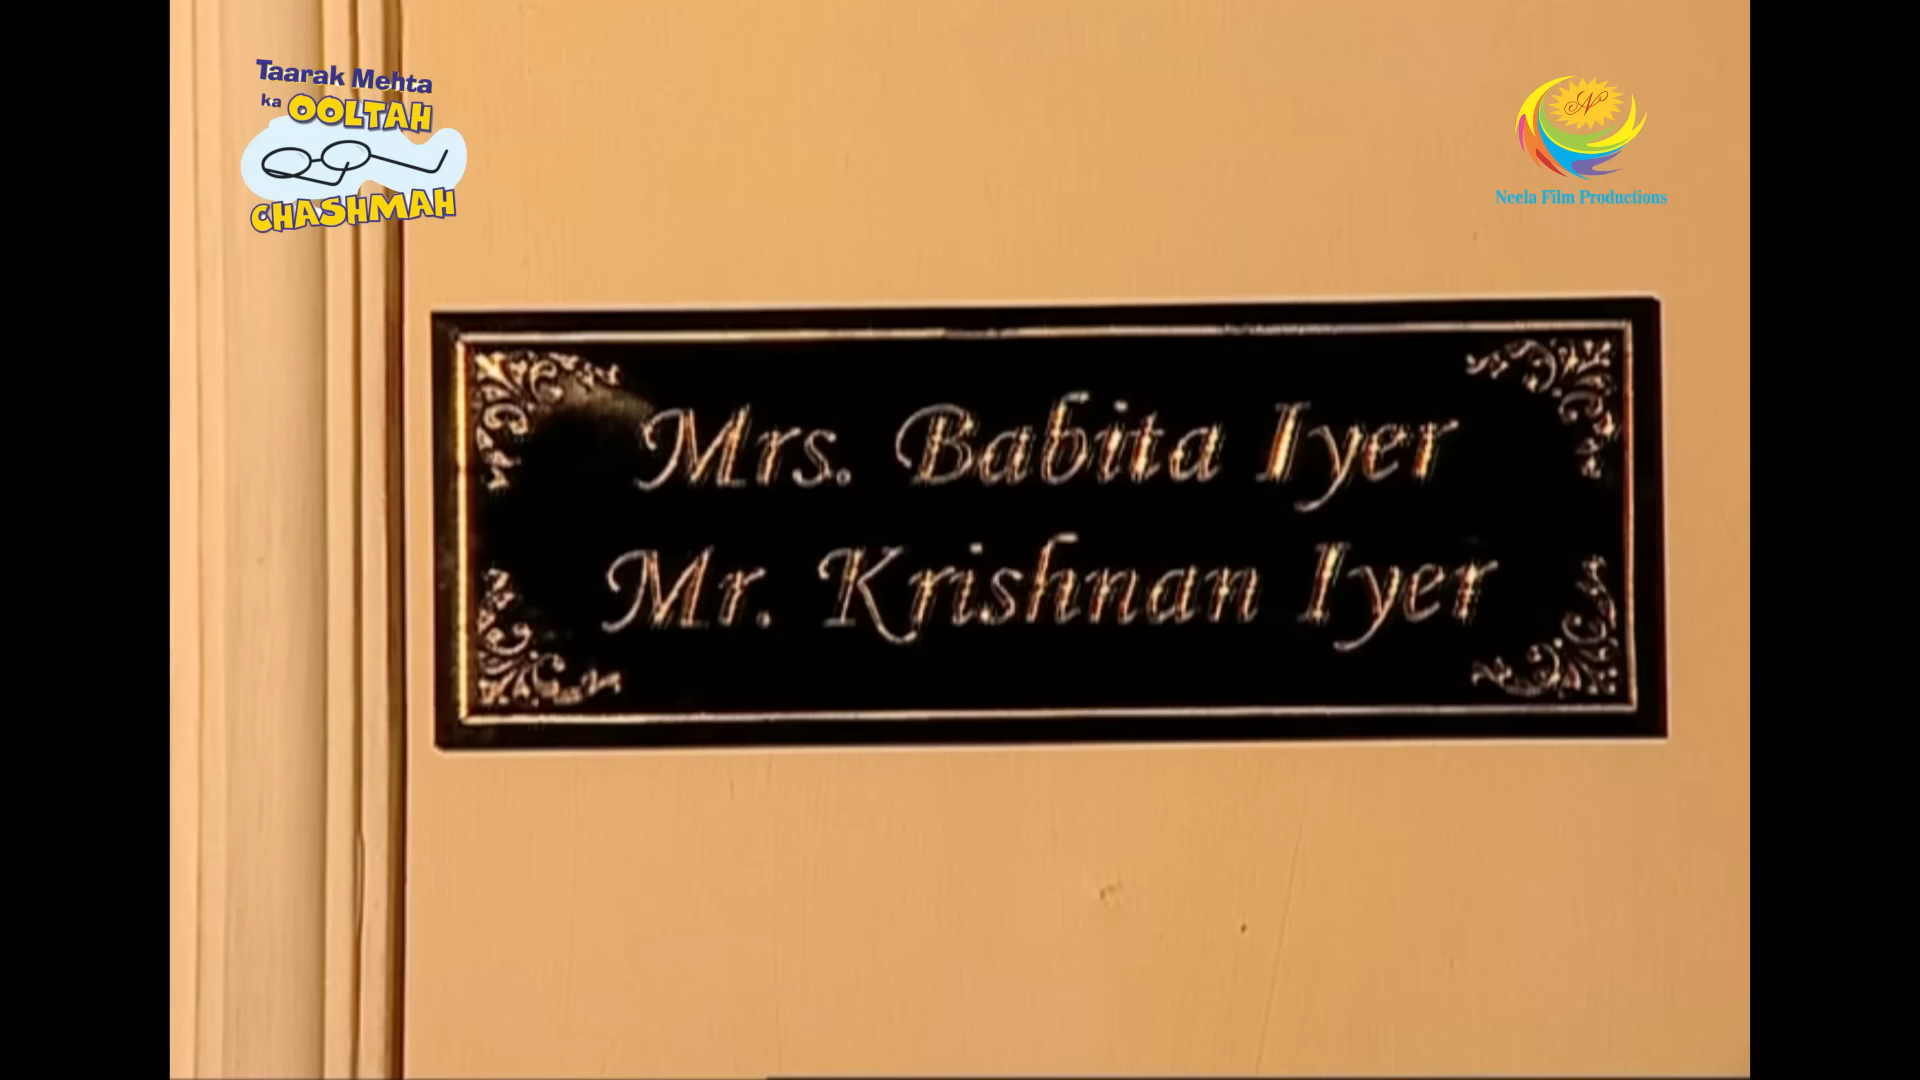 Taarak Mehta
ka OOLTAH
CHASHMAH
N
Neela Film Productions
Mrs. Babita Iyer
Mr. Krishnan Iyer